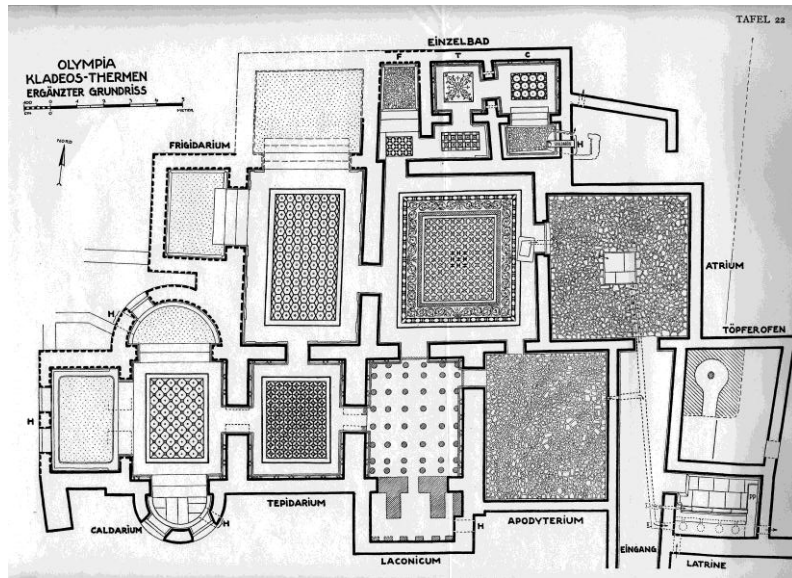 TAFEL 22
OLYMPIA
KLADEOS-THERMEN
ERGÄNZTER GRUNDRISS
METER.
CM
NORD
EINZELBAD
F
T
C
H
FRIGIDARIUM
ATRIUM
TÖPFEROFEN
H
H
H
CALDARIUM
TEPIDARIUM
H
LACONICUM
APODYTERIUM
EINGANG
LATRINE